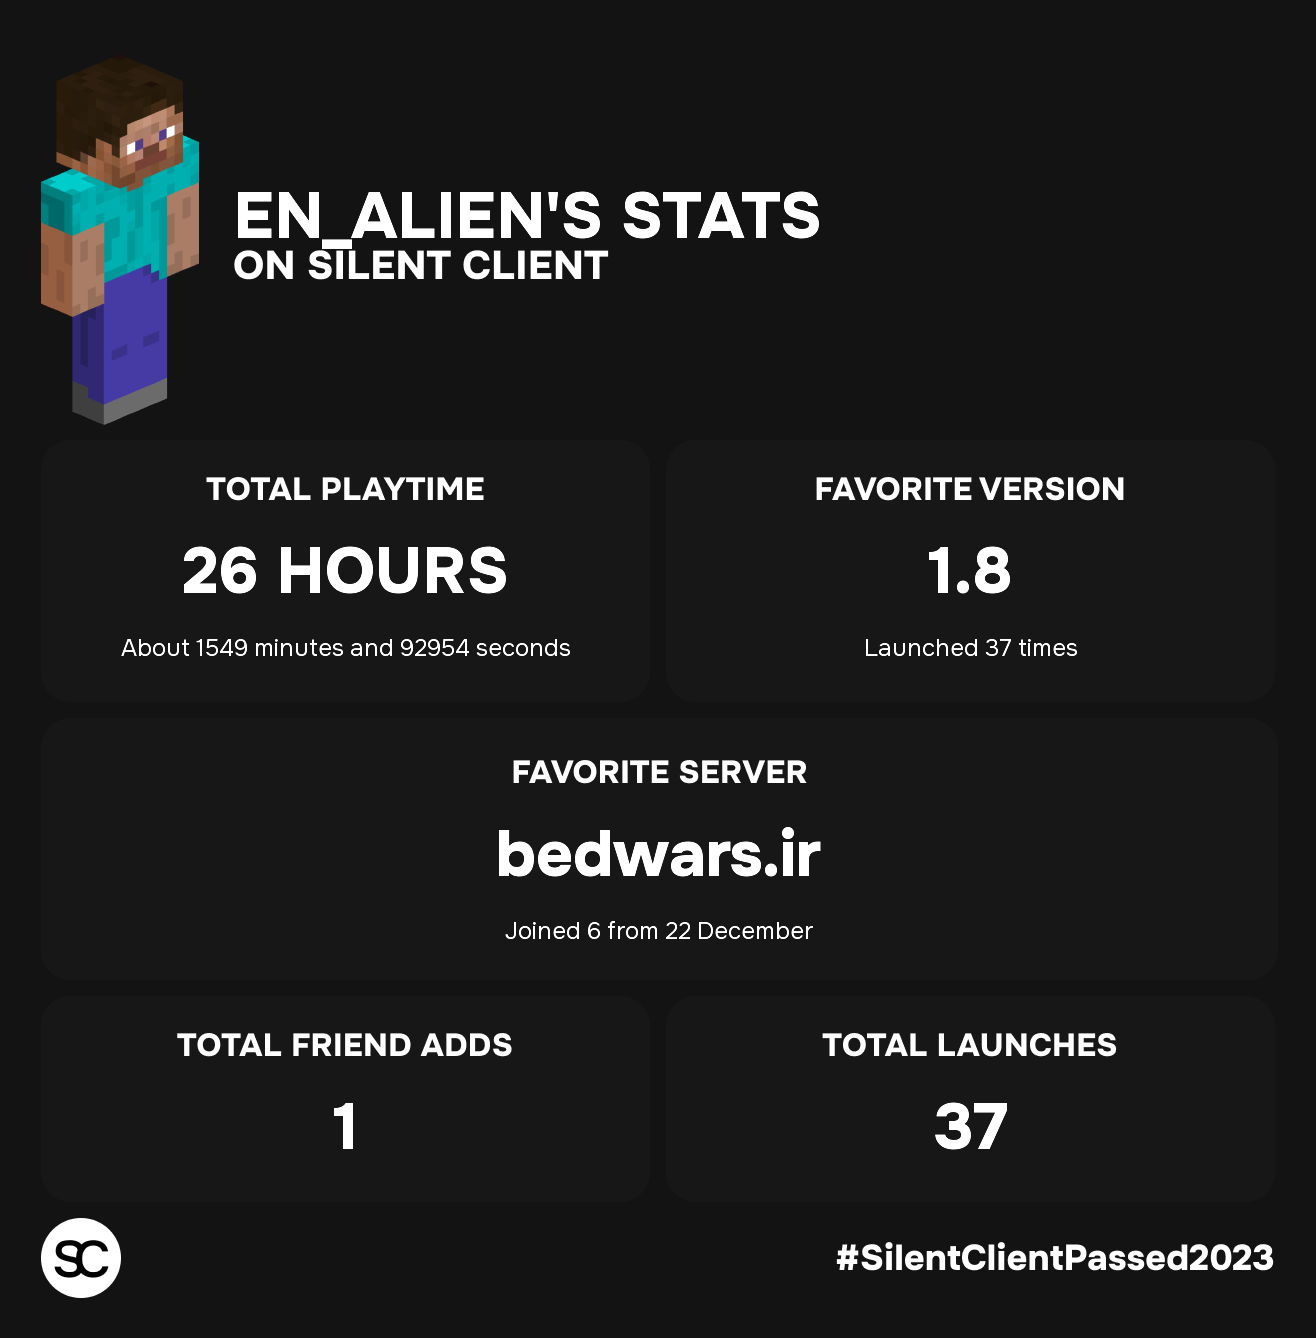 EN_ALIEN'S STATS
ON SILENT CLIENT
TOTAL PLAYTIME
26 HOURS
About 1549 minutes and 92954 seconds
FAVORITE VERSION
1.8
Launched 37 times
FAVORITE SERVER
bedwars.ir
Joined 6 from 22 December
TOTAL FRIEND ADDS
1
TOTAL LAUNCHES
37
SC
#SilentClientPassed2023